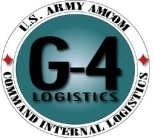 U.S. ARMY AMCOM
G-4
LOGISTICS
COMMAND INTERNAL LOGISTICS